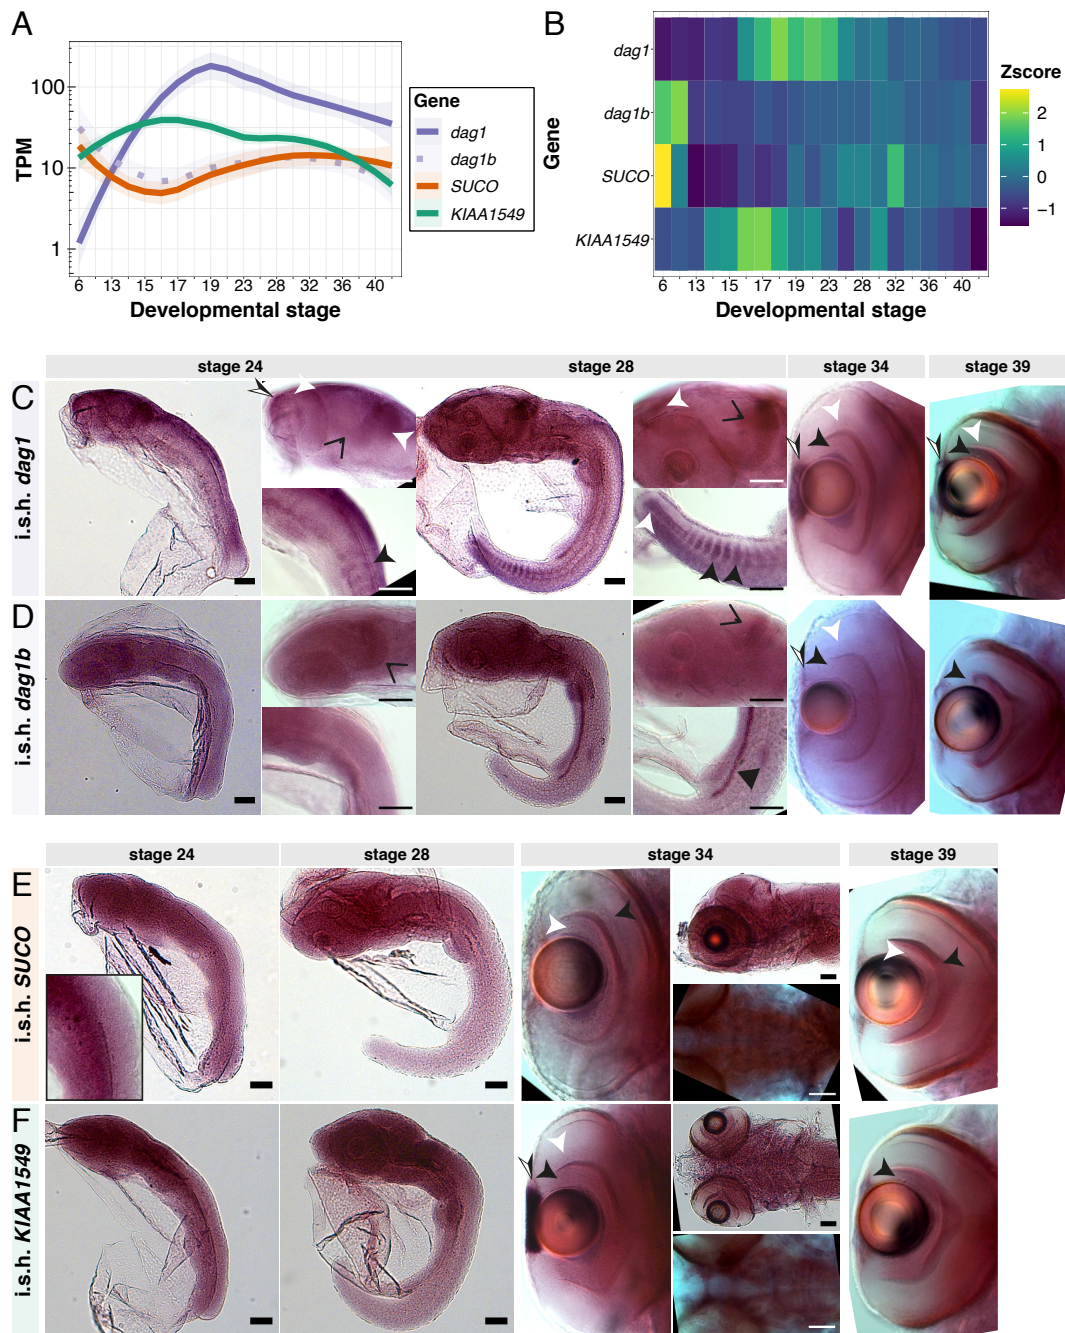 A
TPM
100
10
1
6 13 15 17 19 23 28 32 36 40
Developmental stage
Gene
dag1
dag1b
SUCO
KIAA1549
B
Gene
dag1
dag1b
SUCO
KIAA1549
6 13 15 17 23 28 32 36 40
Developmental stage
Zscore
2
1
0
−1
stage 24 stage 28 stage 34 stage 39
C
i.s.h. dag1
D
i.s.h. dag1b
stage 24 stage 28 stage 34 stage 39
E
i.s.h. SUCO
F
i.s.h. KIAA1549